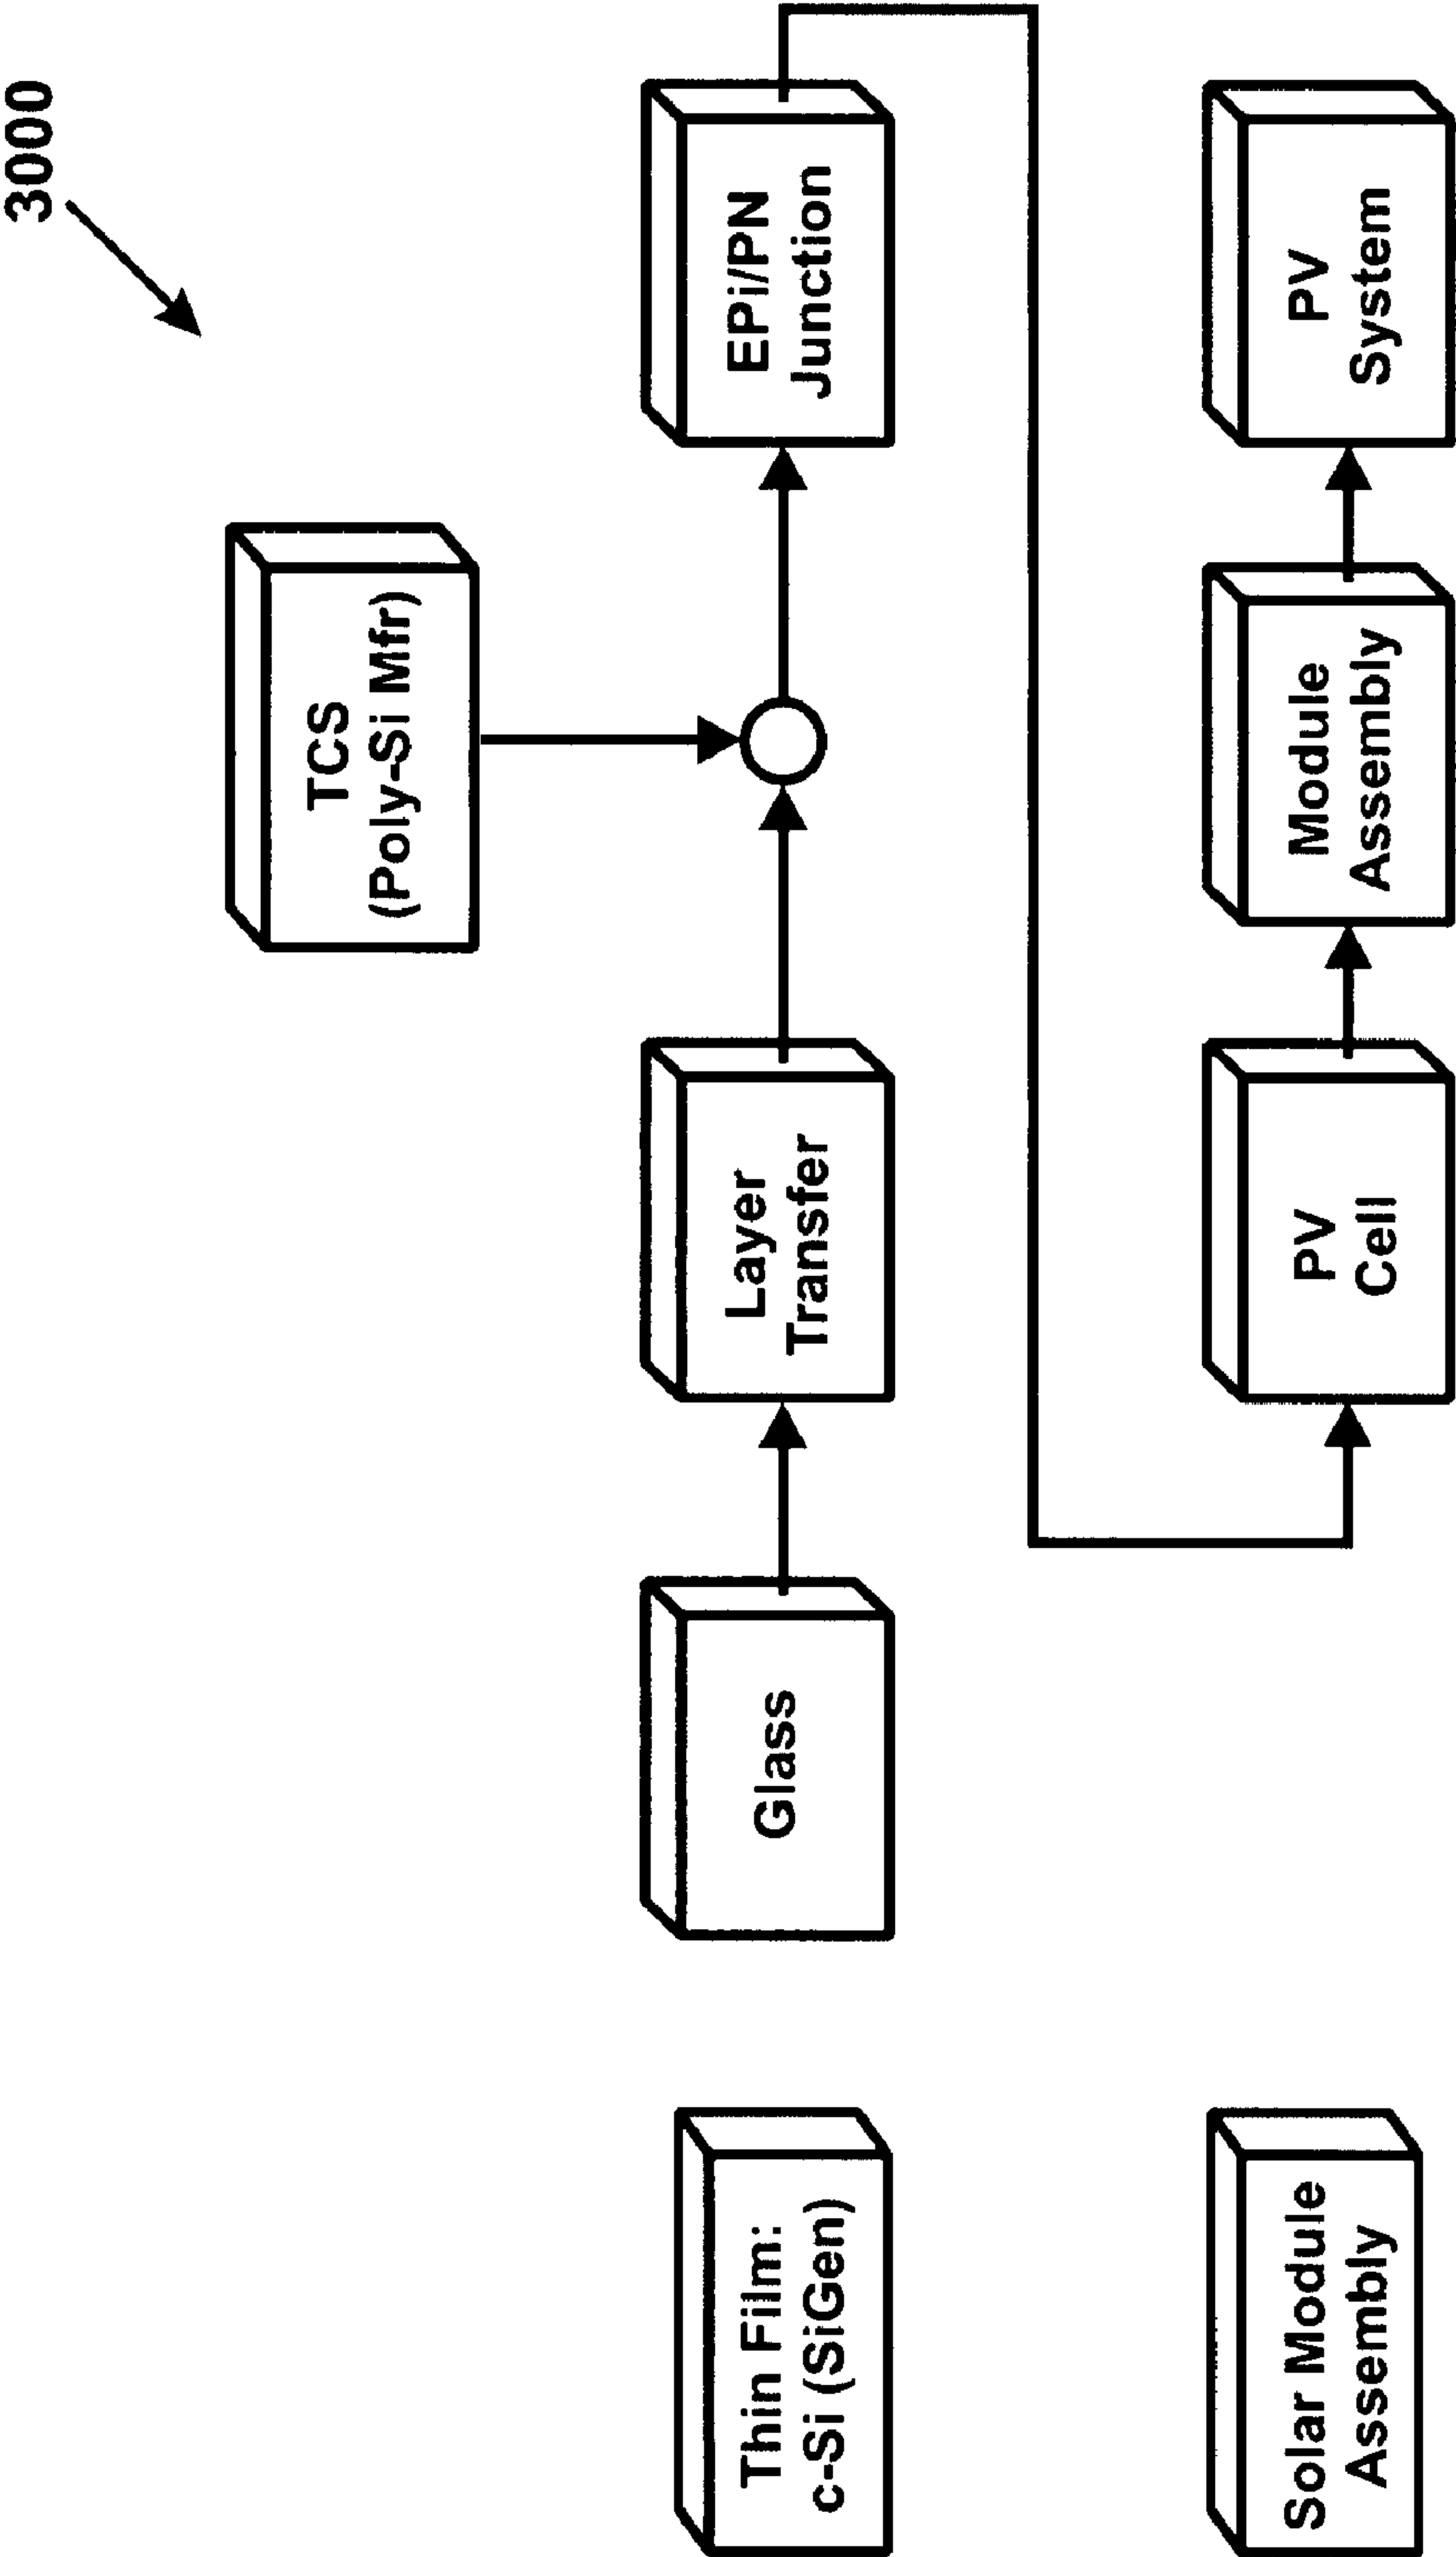 3000
TCS
(Poly-Si Mfr)
Thin Film:
c-Si (SiGen)
Glass
Layer
Transfer
EPi/PN
Junction
Solar Module
Assembly
PV
Cell
Module
Assembly
PV
System